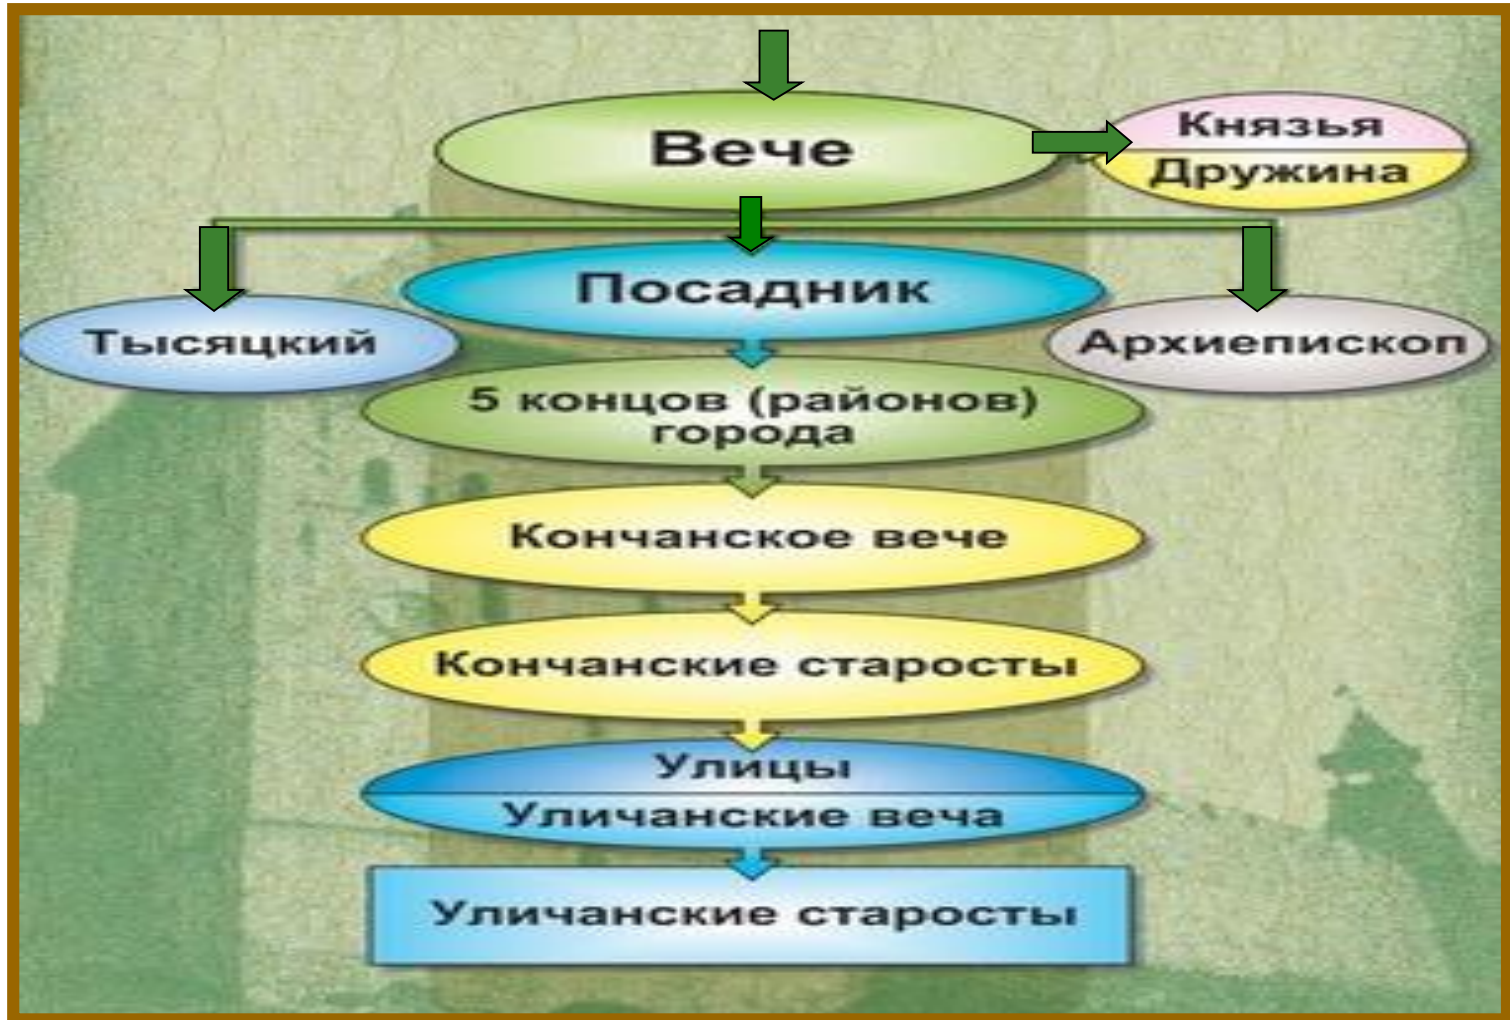 Вече
Князья
Дружина
Посадник
Тысяцкий
Архиепископ
5 концов (районов)
города
Кончанское вече
Кончанские старосты
Улицы
Уличанские веча
Уличанские старосты